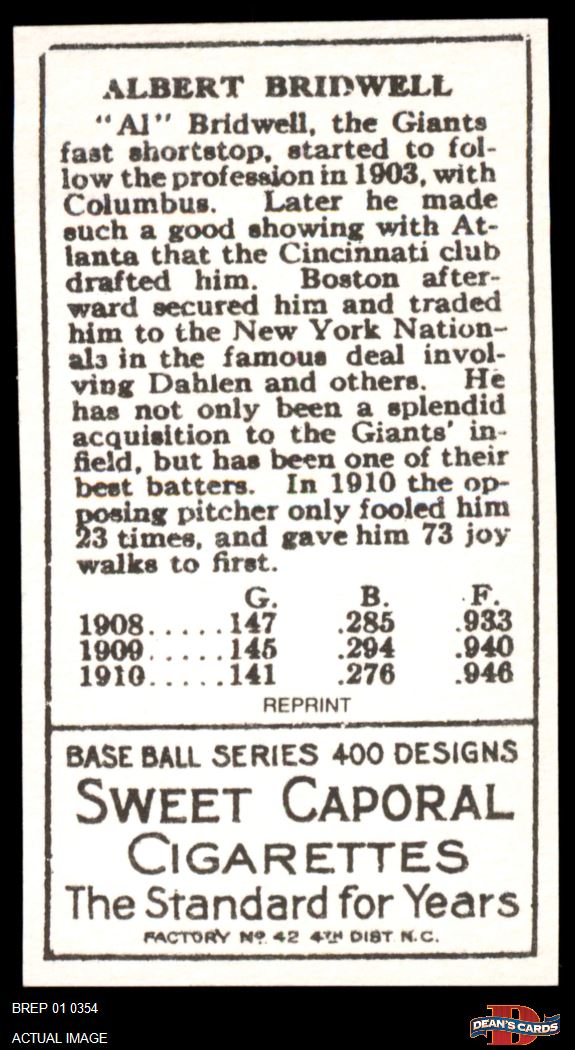 ALBERT BRIDWELL
"Al" Bridwell, the Giants
fast shortstop, started to fol-
low the profession in 1903, with
Columbus. Later he made
such a good showing with At-
lanta that the Cincinnati club
drafted him. Boston after-
ward secured him and traded
him to the New York Nation-
als in the famous deal invol-
ving Dahlen and others. He
has not only been a splendid
acquisition to the Giants' in-
field, but has been one of their
best batters. In 1910 the op-
posing pitcher only fooled him
23 times, and gave him 73 joy
walks to first.
G. B. F.
1908.....147 .285 .933
1909.....145 .294 .940
1910.....141 .276 .946
REPRINT
BASE BALL SERIES 400 DESIGNS
SWEET CAPORAL
CIGARETTES
The Standard for Years
FACTORY No. 42 4TH DIST. N.C.
BREP 01 0354
ACTUAL IMAGE
D
DEAN'S CARDS